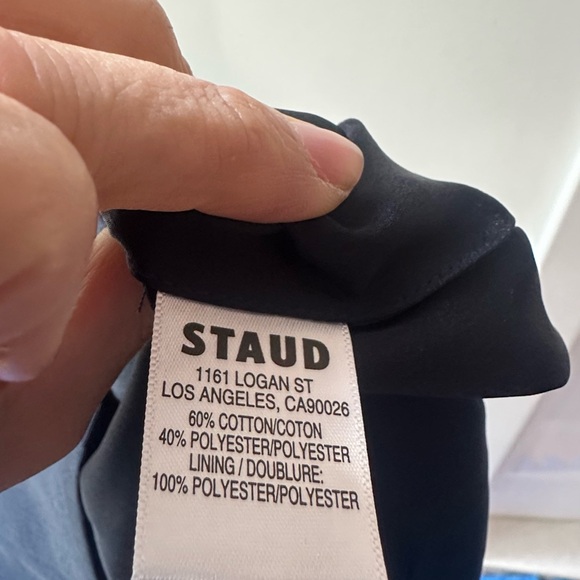 STAUD
1161 LOGAN ST
LOS ANGELES, CA90026
60% COTTON/COTON
40% POLYESTER/POLYESTER
LINING / DOUBLURE:
100% POLYESTER/POLYESTER